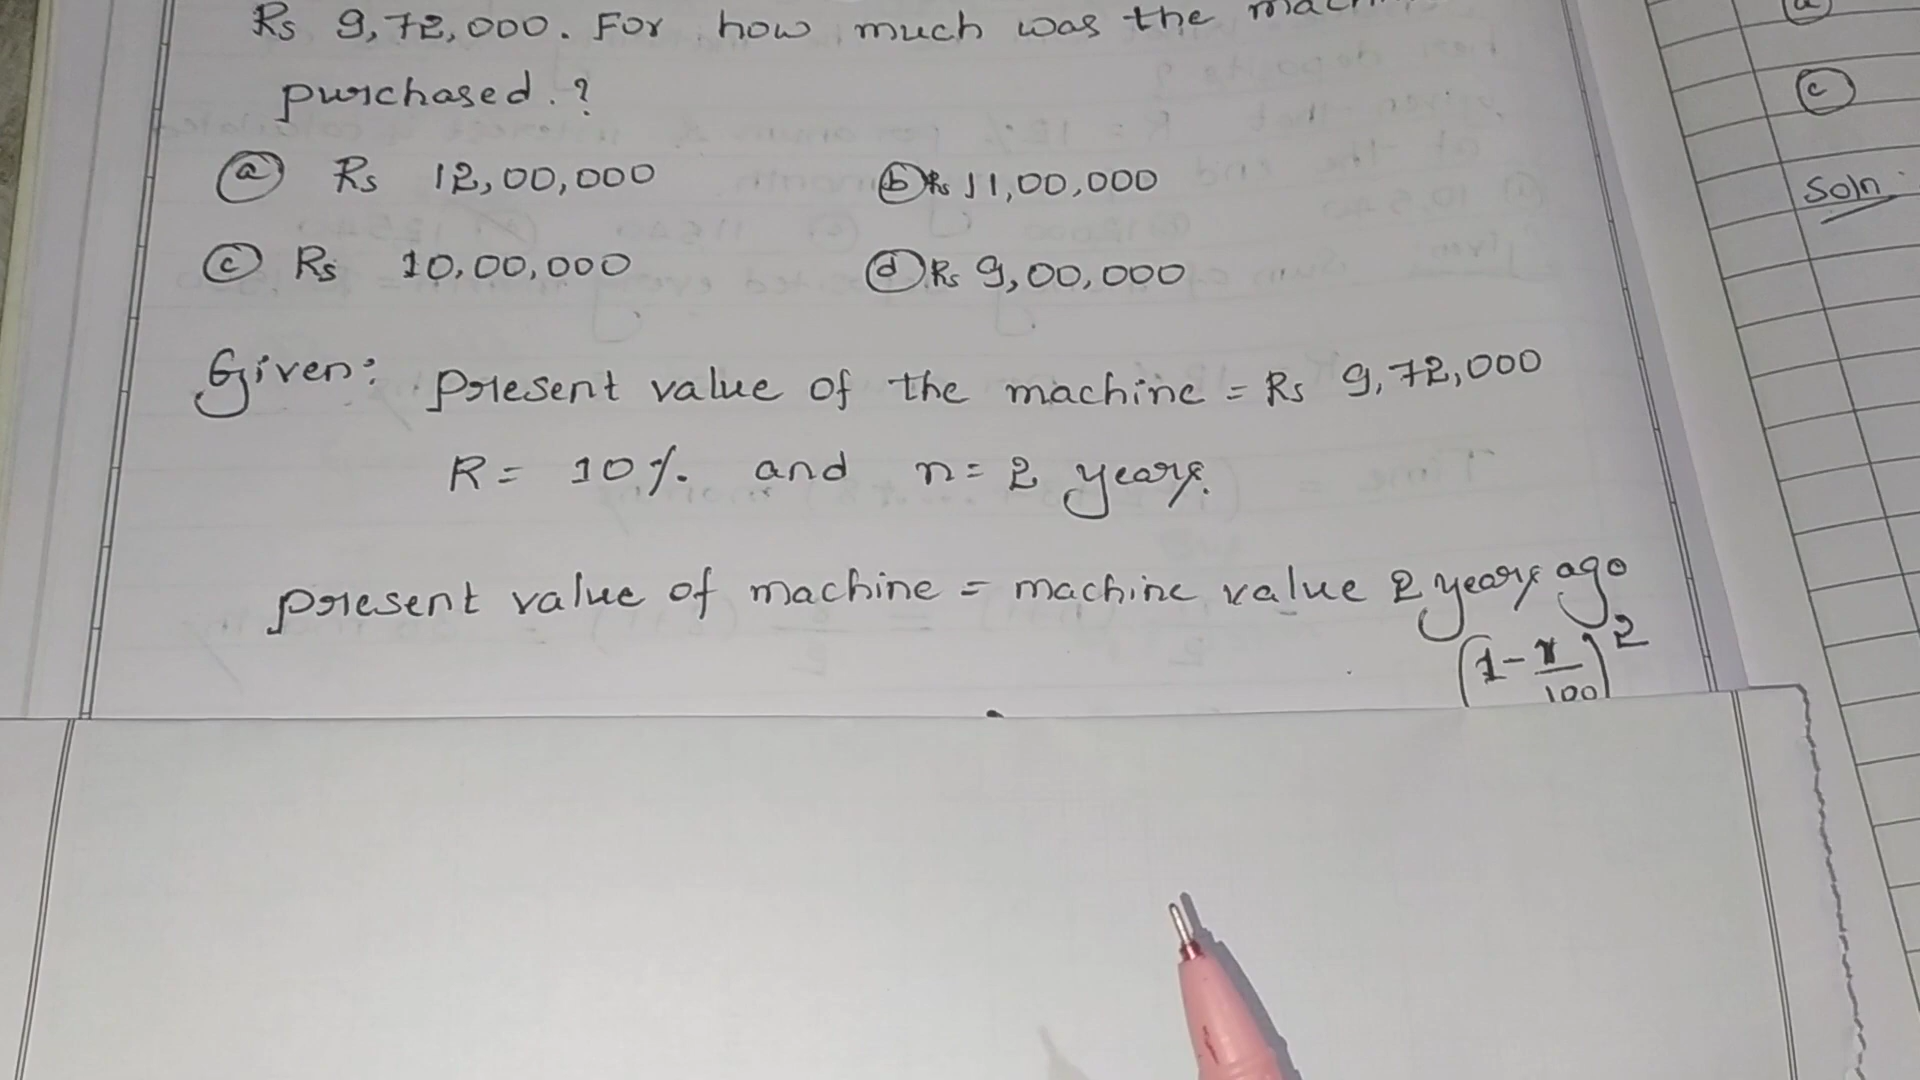 Rs 9,72,000. For how much was the
purchased.?
(a) Rs 12,00,000 (b) Rs 11,00,000
(c) Rs 10,00,000 (d) Rs 9,00,000
Given: present value of the machine = Rs 9,72,000
R = 10% and n = 2 years.
present value of machine = machine value 2 years ago
(1 - r/100)²
(c)
Soln